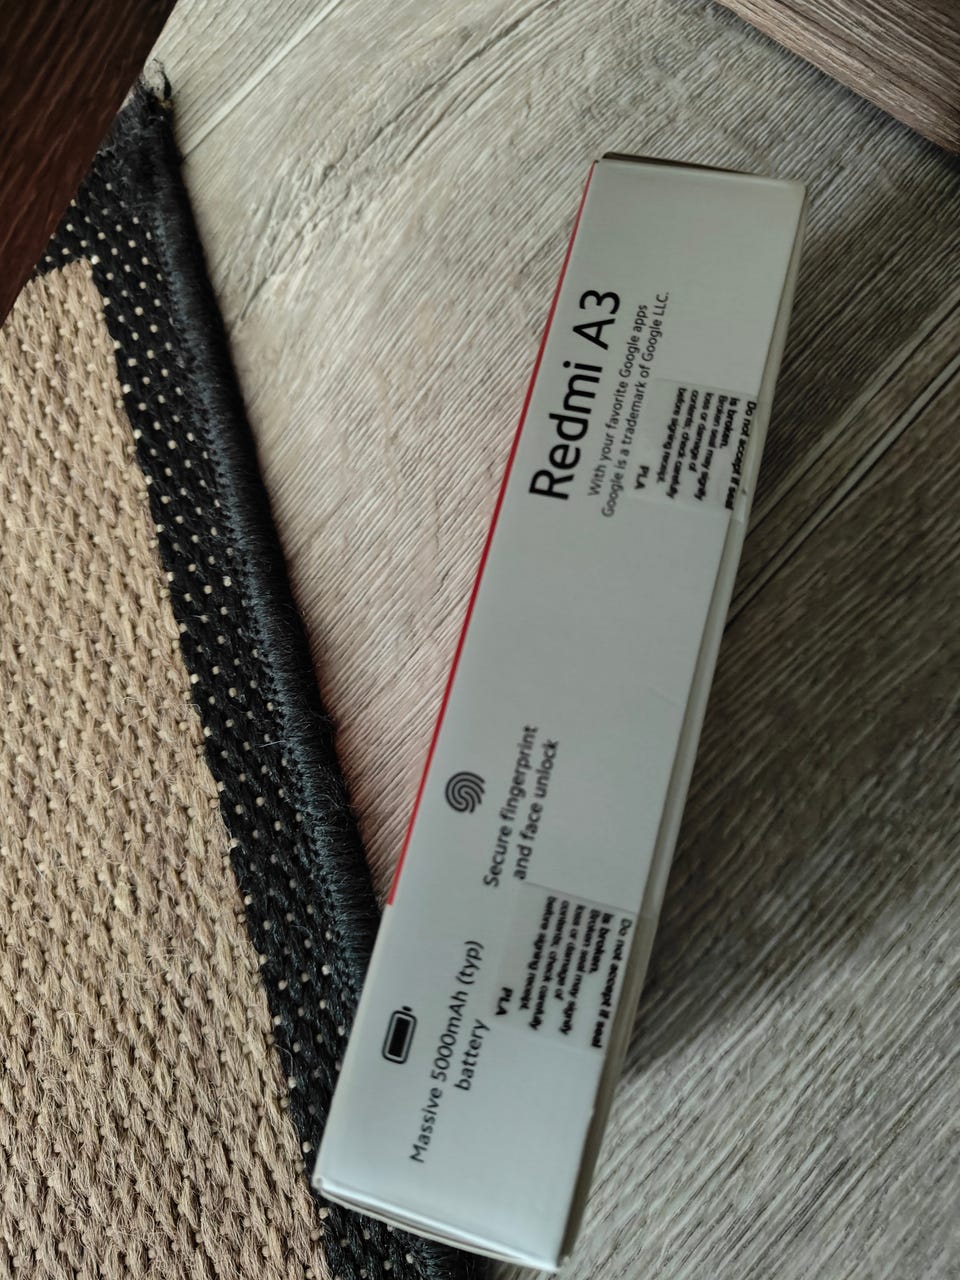 Redmi A3
With your favorite Google apps
Google is a trademark of Google LLC.
Do not accept if seal
is broken.
Broken seal may signify
loss or damage of
contents, check carefully
before signing receipt.
PLA
Secure fingerprint
and face unlock
Do not accept if seal
is broken.
Broken seal may signify
loss or damage of
contents, check carefully
before signing receipt.
PLA
Massive 5000mAh (typ)
battery